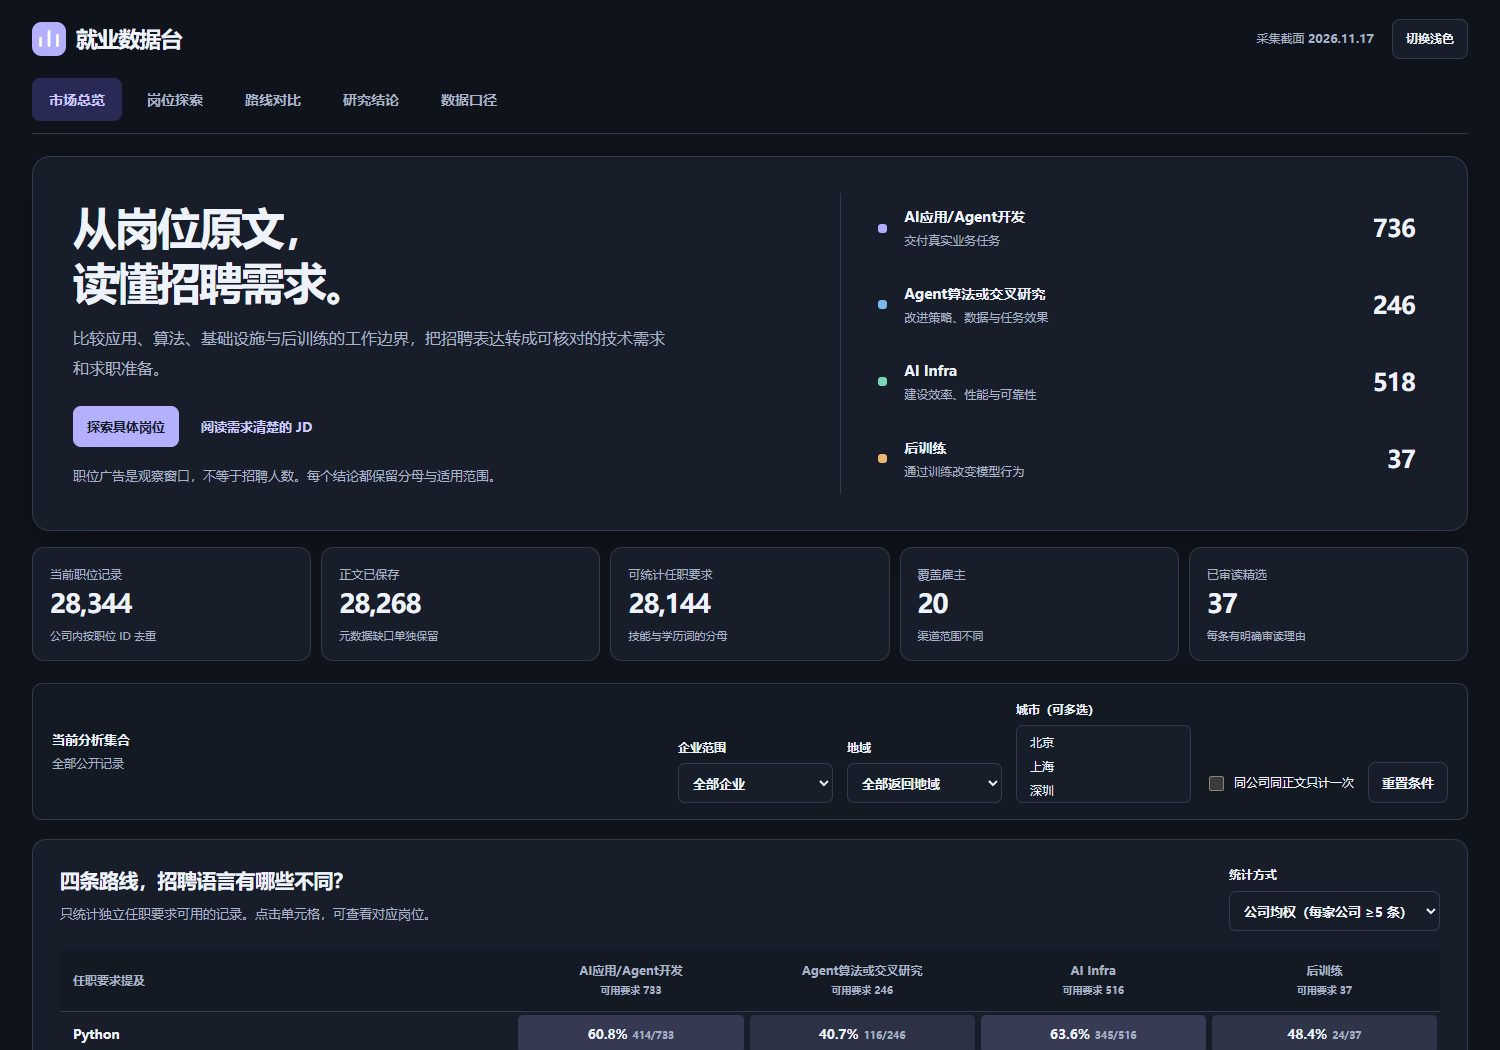 就业数据台
采集截面 2026.11.17
切换浅色
市场总览
岗位探索
路线对比
研究结论
数据口径
从岗位原文，
读懂招聘需求。
比较应用、算法、基础设施与后训练的工作边界，把招聘表达转成可核对的技术需求
和求职准备。
探索具体岗位
阅读需求清楚的 JD
职位广告是观察窗口，不等于招聘人数。每个结论都保留分母与适用范围。
AI应用/Agent开发
交付真实业务任务
736
Agent算法或交叉研究
改进策略、数据与任务效果
246
AI Infra
建设效率、性能与可靠性
518
后训练
通过训练改变模型行为
37
当前职位记录
28,344
公司内按职位 ID 去重
正文已保存
28,268
元数据缺口单独保留
可统计任职要求
28,144
技能与学历词的分母
覆盖雇主
20
渠道范围不同
已审读精选
37
每条有明确审读理由
当前分析集合
全部公开记录
企业范围
全部企业
地域
全部返回地域
城市（可多选）
北京
上海
深圳
同公司同正文只计一次
重置条件
四条路线，招聘语言有哪些不同？
只统计独立任职要求可用的记录。点击单元格，可查看对应岗位。
统计方式
公司均权（每家公司 ≥5 条）
任职要求提及
AI应用/Agent开发
可用要求 733
Agent算法或交叉研究
可用要求 246
AI Infra
可用要求 516
后训练
可用要求 37
Python
60.8% 414/733
40.7% 116/246
63.6% 345/516
48.4% 24/37